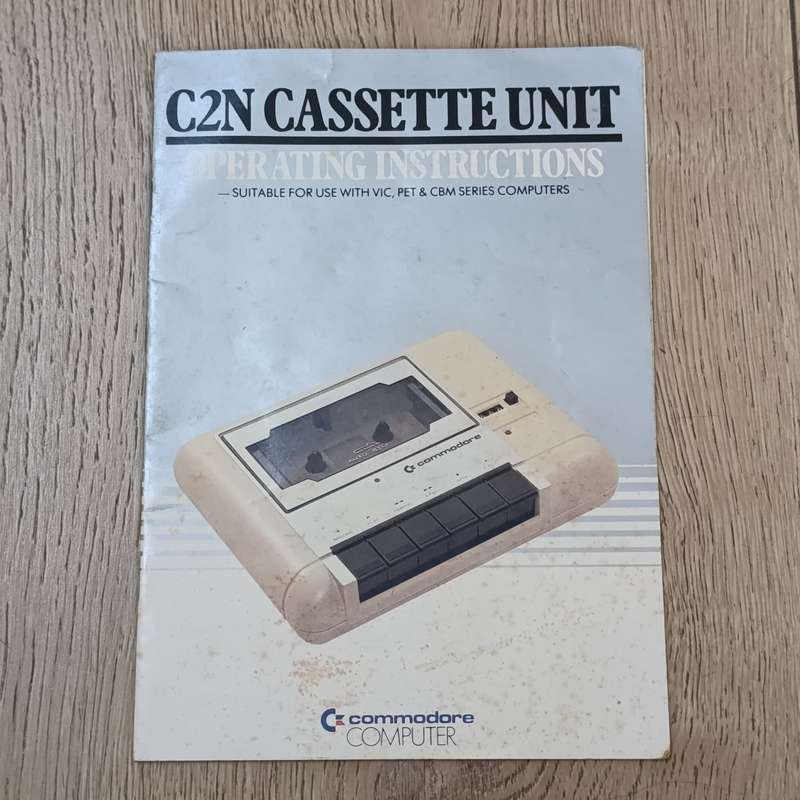 C2N CASSETTE UNIT
OPERATING INSTRUCTIONS
— SUITABLE FOR USE WITH VIC, PET & CBM SERIES COMPUTERS
commodore
commodore
COMPUTER